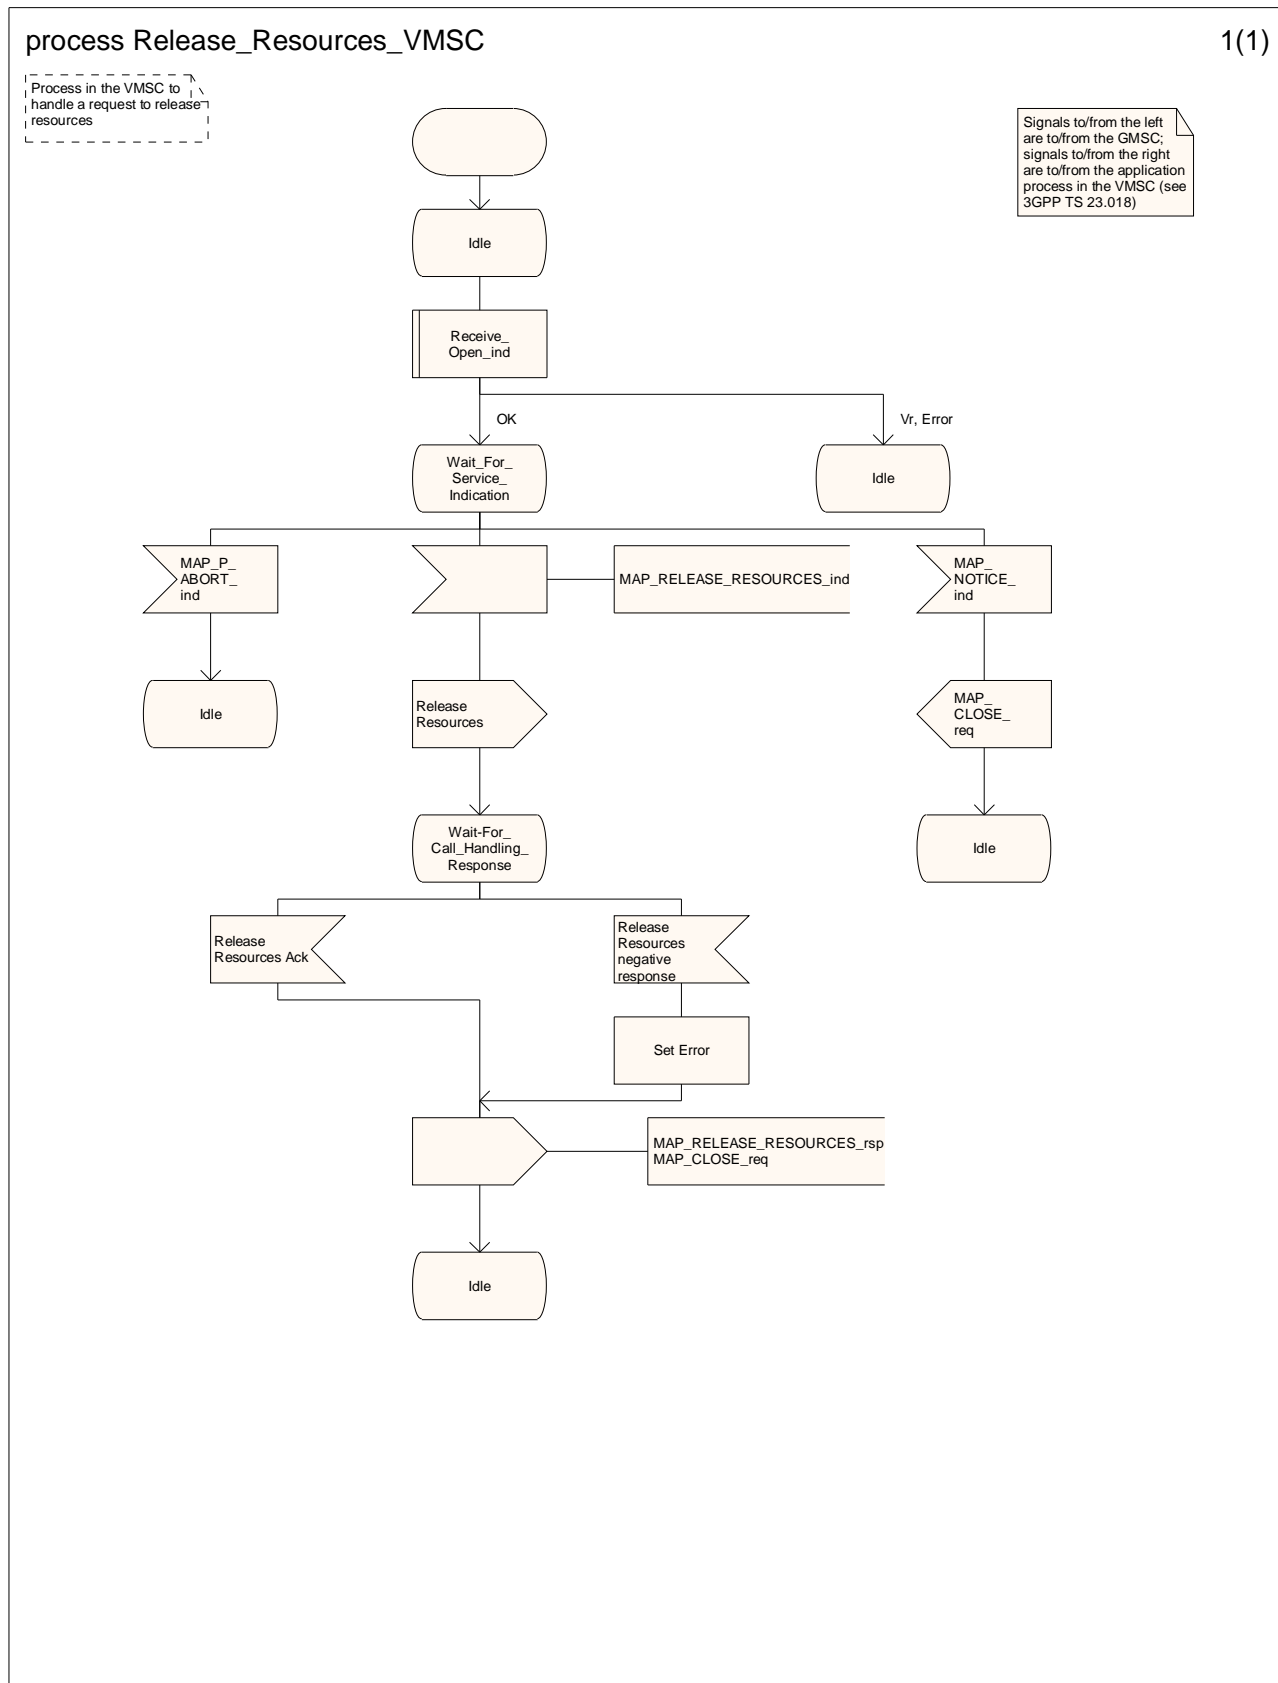 process Release_Resources_VMSC
1(1)
Process in the VMSC to
handle a request to release
resources
Signals to/from the left
are to/from the GMSC;
signals to/from the right
are to/from the application
process in the VMSC (see
3GPP TS 23.018)
Idle
Receive_
Open_ind
OK
Vr, Error
Wait_For_
Service_
Indication
Idle
MAP_P_
ABORT_
ind
MAP_RELEASE_RESOURCES_ind
MAP_
NOTICE_
ind
Idle
Release
Resources
MAP_
CLOSE_
req
Wait-For_
Call_Handling_
Response
Idle
Release
Resources Ack
Release
Resources
negative
response
Set Error
MAP_RELEASE_RESOURCES_rsp
MAP_CLOSE_req
Idle